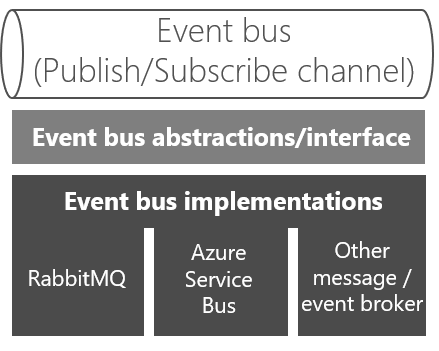 Event bus
(Publish/Subscribe channel)
Event bus abstractions/interface
Event bus implementations
RabbitMQ
Azure
Service
Bus
Other
message /
event broker